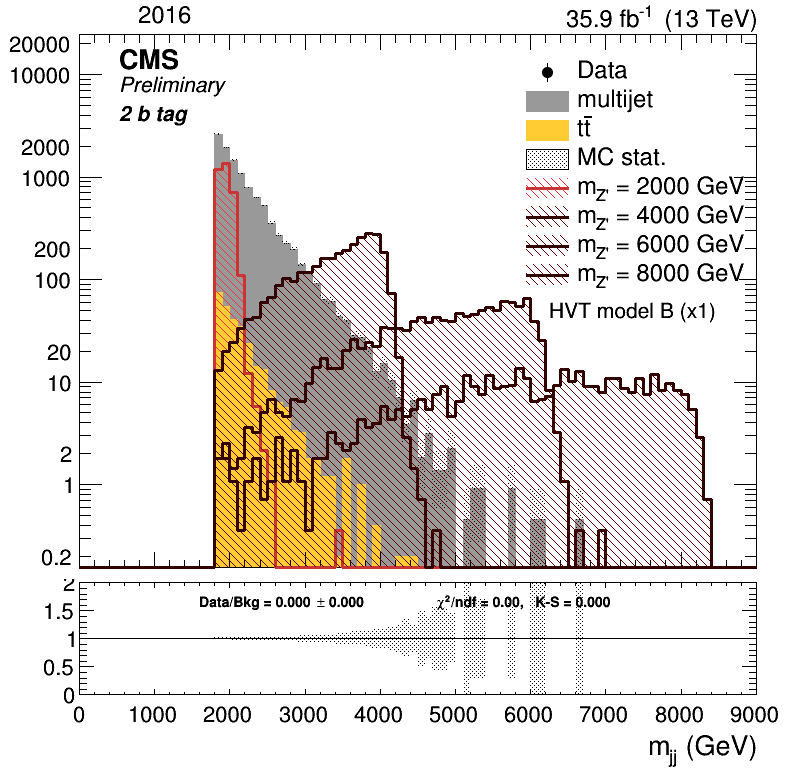 2016 35.9 fb⁻¹ (13 TeV)
CMS
Preliminary
2 b tag
Data
multijet
tt̄
MC stat.
m_Z' = 2000 GeV
m_Z' = 4000 GeV
m_Z' = 6000 GeV
m_Z' = 8000 GeV
HVT model B (x1)
20000
10000
2000
1000
200
100
20
10
2
1
0.2
Data/Bkg = 0.000 ± 0.000 χ²/ndf = 0.00, K-S = 0.000
2
1.5
1
0.5
0
0 1000 2000 3000 4000 5000 6000 7000 8000 9000
m_jj (GeV)